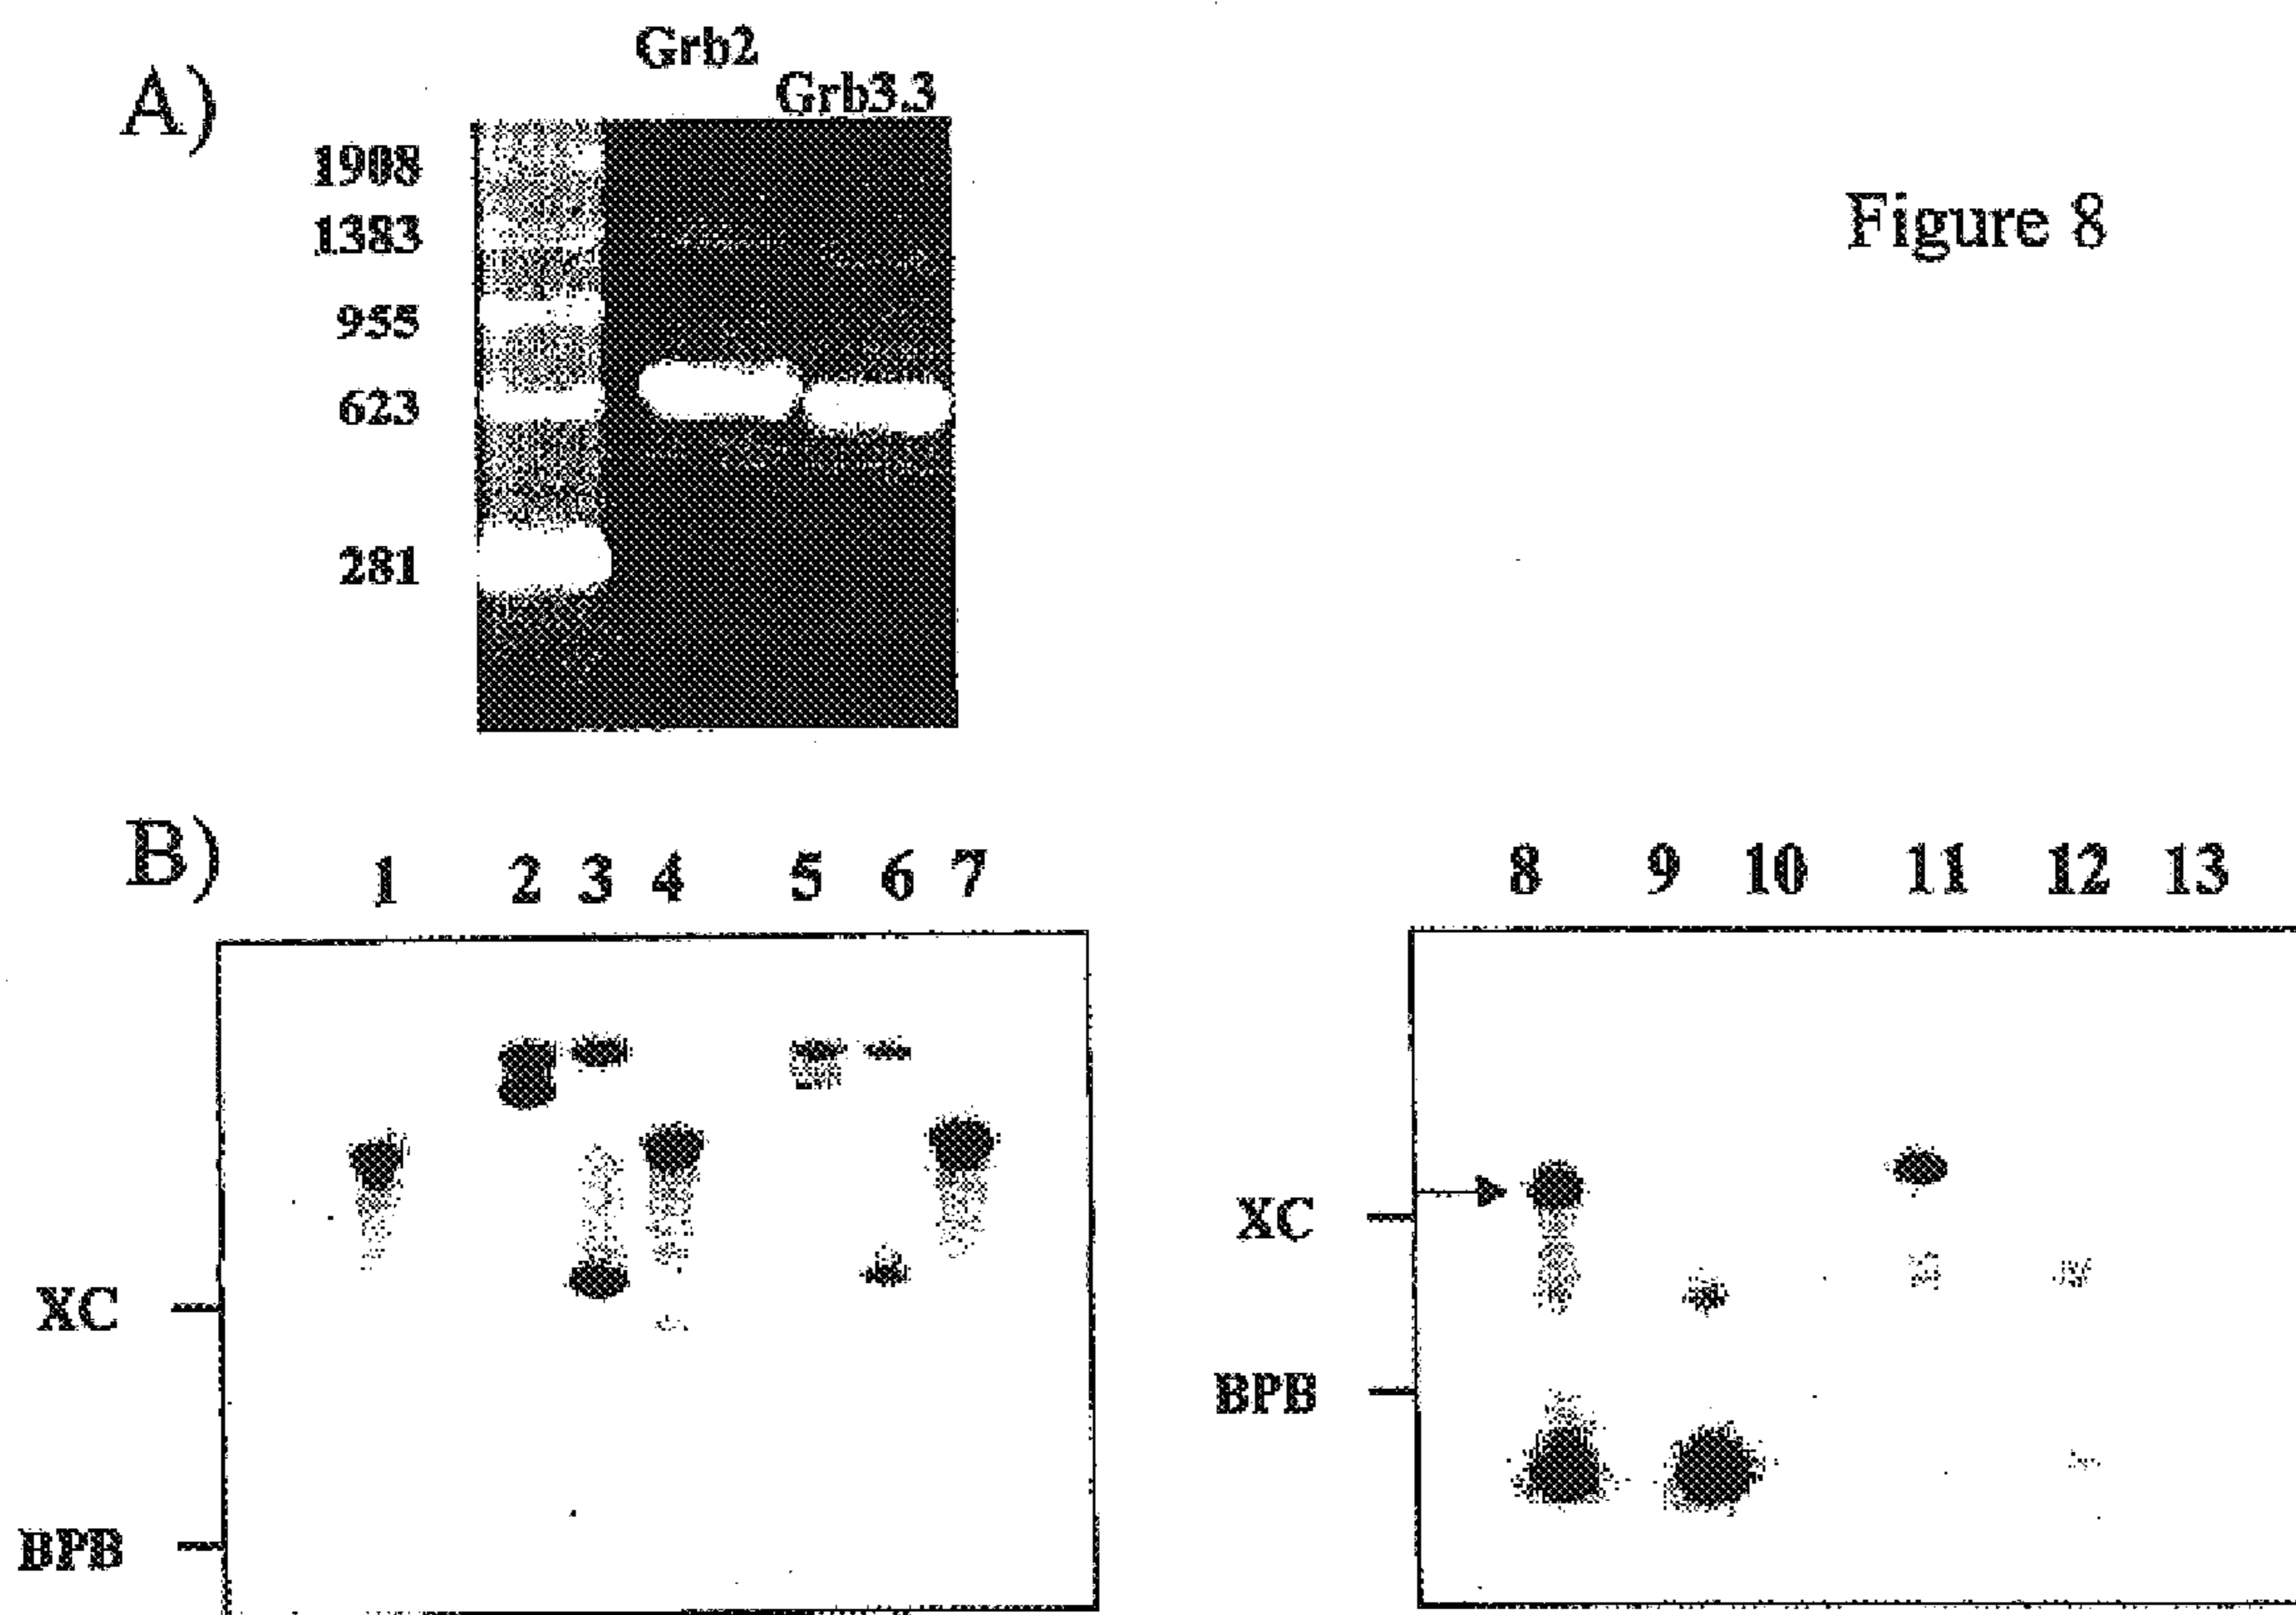 A)
Grb2
Grb3.3
1908
1383
955
623
281
Figure 8
B)
1 2 3 4 5 6 7
XC
BPB
8 9 10 11 12 13
XC
BPB